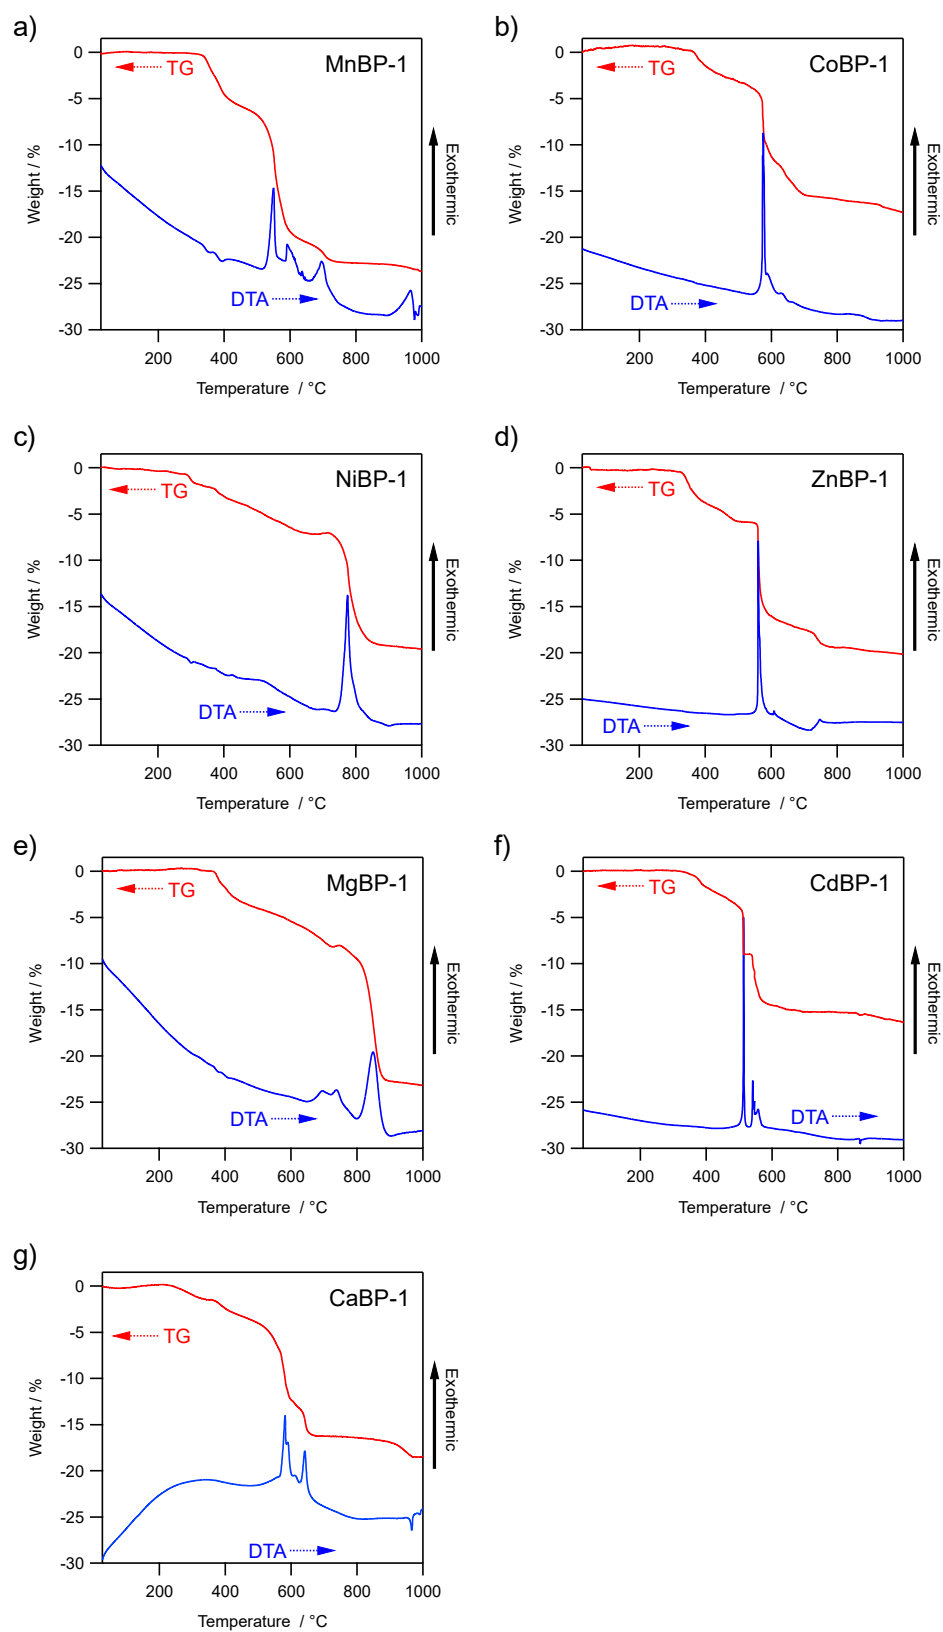 a)
0
-5
-10
-15
-20
-25
-30
Weight / %
TG
MnBP-1
DTA
Exothermic
200 400 600 800 1000
Temperature / °C
b)
0
-5
-10
-15
-20
-25
-30
Weight / %
TG
CoBP-1
DTA
Exothermic
200 400 600 800 1000
Temperature / °C
c)
0
-5
-10
-15
-20
-25
-30
Weight / %
TG
NiBP-1
DTA
Exothermic
200 400 600 800 1000
Temperature / °C
d)
0
-5
-10
-15
-20
-25
-30
Weight / %
TG
ZnBP-1
DTA
Exothermic
200 400 600 800 1000
Temperature / °C
e)
0
-5
-10
-15
-20
-25
-30
Weight / %
TG
MgBP-1
DTA
Exothermic
200 400 600 800 1000
Temperature / °C
f)
0
-5
-10
-15
-20
-25
-30
Weight / %
TG
CdBP-1
DTA
Exothermic
200 400 600 800 1000
Temperature / °C
g)
0
-5
-10
-15
-20
-25
-30
Weight / %
TG
CaBP-1
DTA
Exothermic
200 400 600 800 1000
Temperature / °C